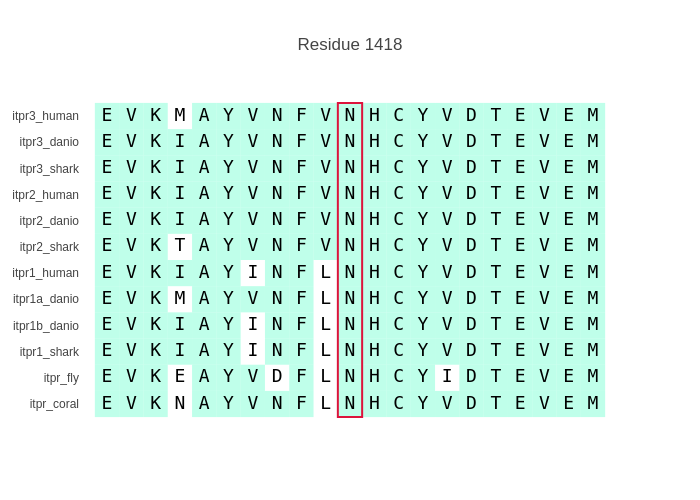 Residue 1418
itpr3_human E V K M A Y V N F V N H C Y V D T E V E M
itpr3_danio E V K I A Y V N F V N H C Y V D T E V E M
itpr3_shark E V K I A Y V N F V N H C Y V D T E V E M
itpr2_human E V K I A Y V N F V N H C Y V D T E V E M
itpr2_danio E V K I A Y V N F V N H C Y V D T E V E M
itpr2_shark E V K T A Y V N F V N H C Y V D T E V E M
itpr1_human E V K I A Y I N F L N H C Y V D T E V E M
itpr1a_danio E V K M A Y V N F L N H C Y V D T E V E M
itpr1b_danio E V K I A Y I N F L N H C Y V D T E V E M
itpr1_shark E V K I A Y I N F L N H C Y V D T E V E M
itpr_fly E V K E A Y V D F L N H C Y I D T E V E M
itpr_coral E V K N A Y V N F L N H C Y V D T E V E M